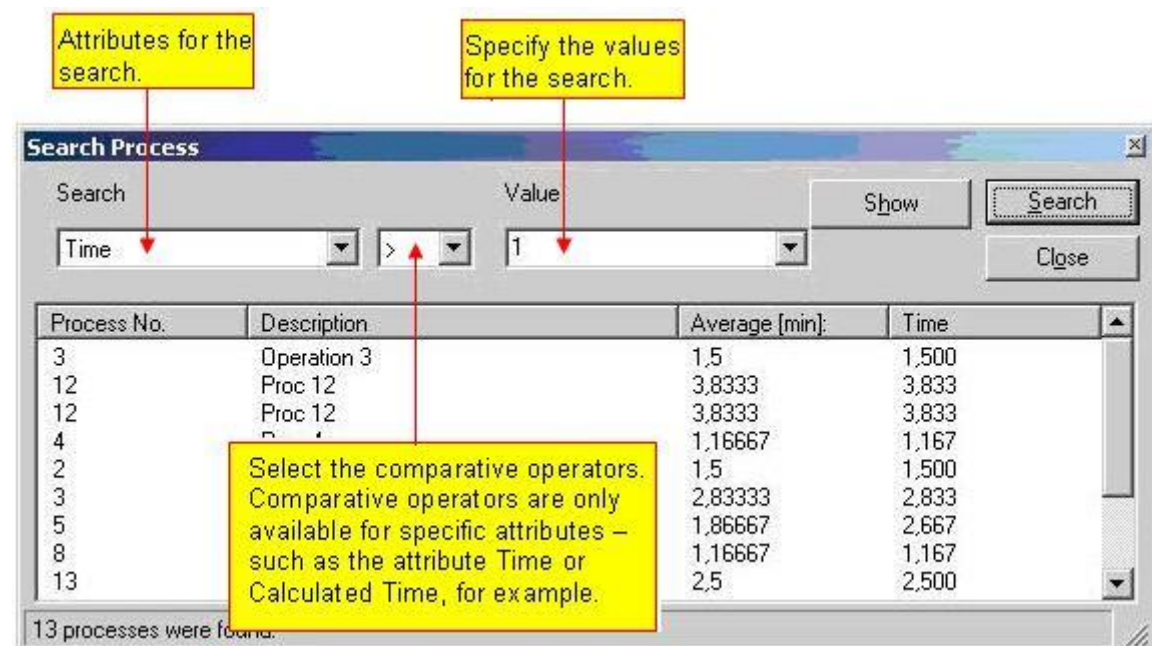 Attributes for the
search.
Specify the values
for the search.
Search Process
Search
Value
Show
Search
Time
>
1
Close
Process No. Description Average [min]: Time
3 Operation 3 1,5 1,500
12 Proc 12 3,8333 3,833
12 Proc 12 3,8333 3,833
4 1,16667 1,167
2 1,5 1,500
3 2,83333 2,833
5 1,86667 2,667
8 1,16667 1,167
13 2,5 2,500
Select the comparative operators.
Comparative operators are only
available for specific attributes –
such as the attribute Time or
Calculated Time, for example.
13 processes were found.